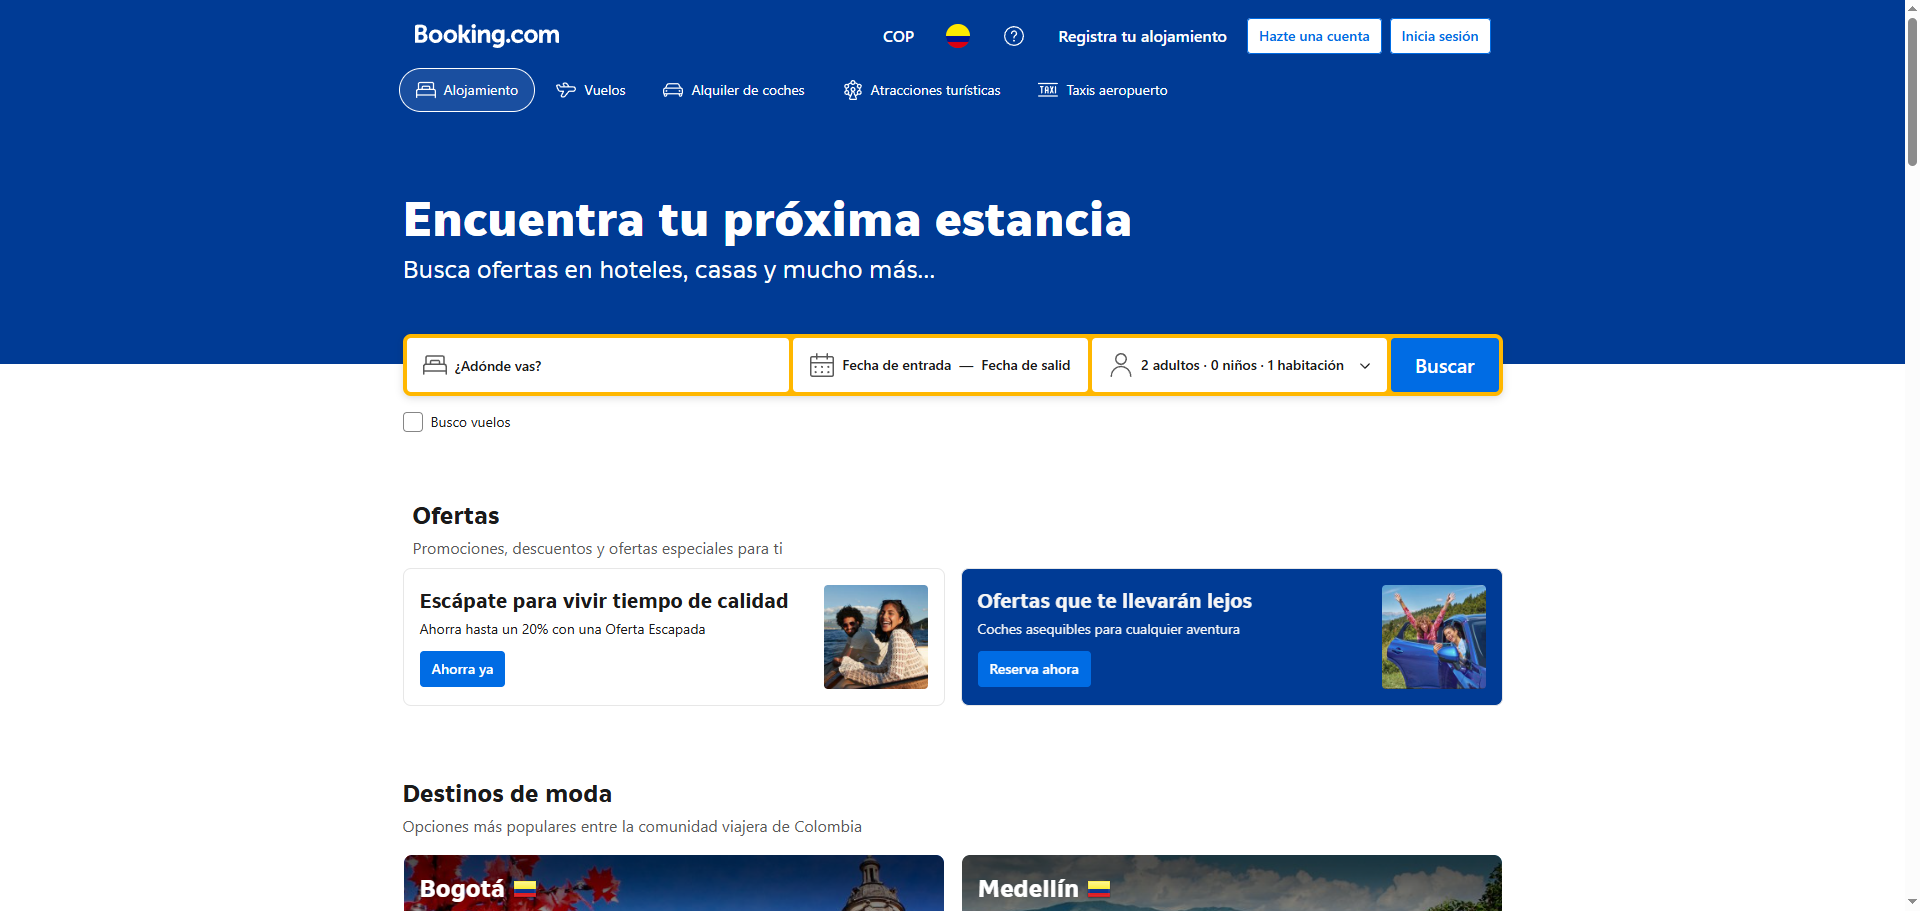 Booking.com
COP
Registra tu alojamiento
Hazte una cuenta
Inicia sesión
Alojamiento
Vuelos
Alquiler de coches
Atracciones turísticas
TAXI
Taxis aeropuerto
Encuentra tu próxima estancia
Busca ofertas en hoteles, casas y mucho más...
¿Adónde vas?
Fecha de entrada — Fecha de salid
2 adultos · 0 niños · 1 habitación
Buscar
Busco vuelos
Ofertas
Promociones, descuentos y ofertas especiales para ti
Escápate para vivir tiempo de calidad
Ahorra hasta un 20% con una Oferta Escapada
Ahorra ya
Ofertas que te llevarán lejos
Coches asequibles para cualquier aventura
Reserva ahora
Destinos de moda
Opciones más populares entre la comunidad viajera de Colombia
Bogotá
Medellín